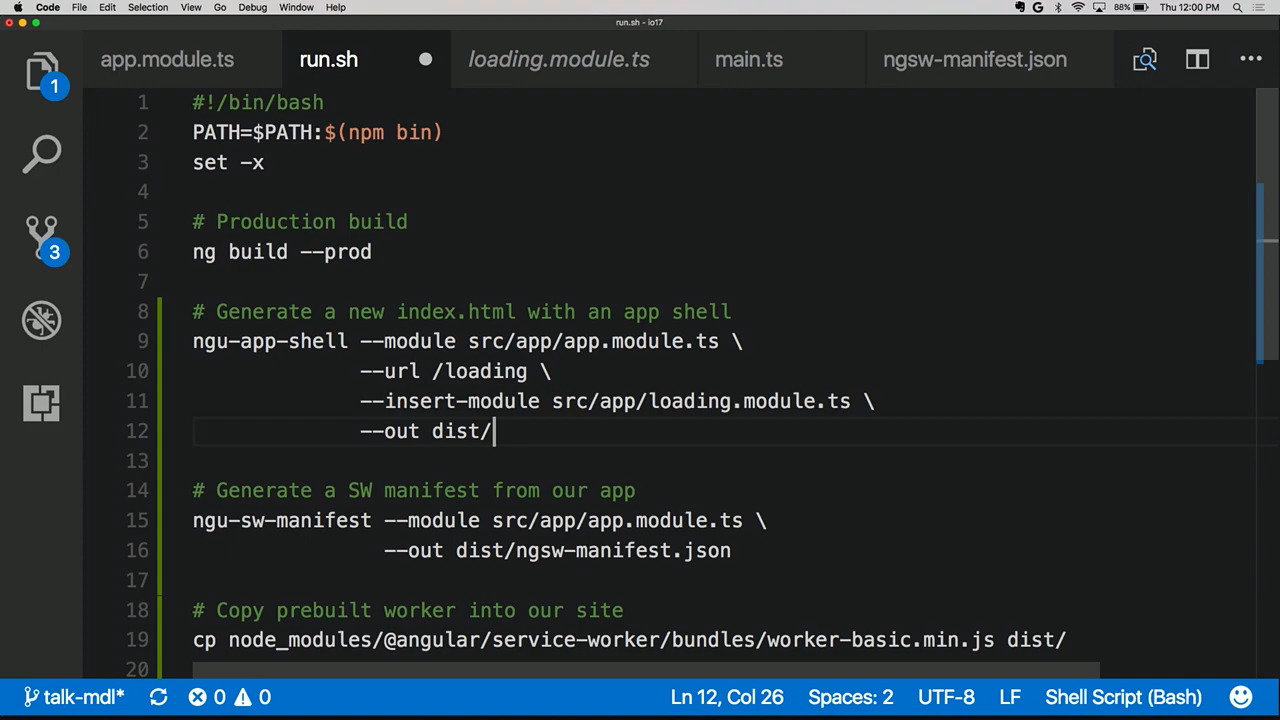 Code File Edit Selection View Go Debug Window Help 88% Thu 12:00 PM
run.sh - io17
app.module.ts run.sh loading.module.ts main.ts ngsw-manifest.json
1 #!/bin/bash
2 PATH=$PATH:$(npm bin)
3 set -x
4
5 # Production build
6 ng build --prod
7
8 # Generate a new index.html with an app shell
9 ngu-app-shell --module src/app/app.module.ts \
10 --url /loading \
11 --insert-module src/app/loading.module.ts \
12 --out dist/
13
14 # Generate a SW manifest from our app
15 ngu-sw-manifest --module src/app/app.module.ts \
16 --out dist/ngsw-manifest.json
17
18 # Copy prebuilt worker into our site
19 cp node_modules/@angular/service-worker/bundles/worker-basic.min.js dist/
20
1
3
talk-mdl* 0 0 Ln 12, Col 26 Spaces: 2 UTF-8 LF Shell Script (Bash)